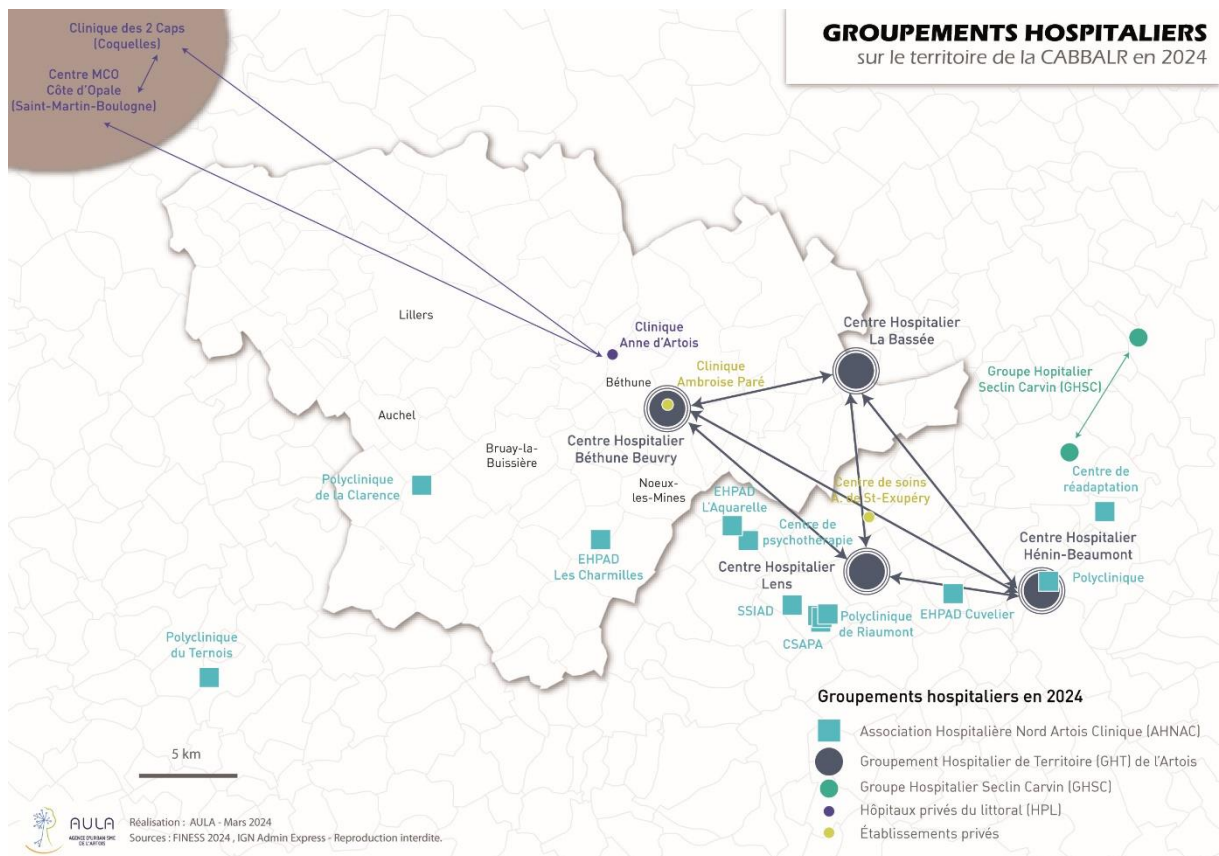 GROUPEMENTS HOSPITALIERS
sur le territoire de la CABBALR en 2024
Clinique des 2 Caps
(Coquelles)
Centre MCO
Côte d'Opale
(Saint-Martin-Boulogne)
Lillers
Clinique
Anne d'Artois
Centre Hospitalier
La Bassée
Béthune
Clinique
Ambroise Paré
Groupe Hopitalier
Seclin Carvin (GHSC)
Auchel
Centre Hospitalier
Béthune Beuvry
Bruay-la-
Buissière
Polyclinique
de la Clarence
Noeux-
les-Mines
EHPAD
L'Aquarelle
Centre de soins
A. de St-Exupéry
Centre de
réadaptation
Centre de
psychothérapie
EHPAD
Les Charmilles
Centre Hospitalier
Lens
Centre Hospitalier
Hénin-Beaumont
Polyclinique
SSIAD
CSAPA
Polyclinique
de Riaumont
EHPAD Cuvelier
Polyclinique
du Ternois
5 km
Groupements hospitaliers en 2024
Association Hospitalière Nord Artois Clinique (AHNAC)
Groupement Hospitalier de Territoire (GHT) de l'Artois
Groupe Hospitalier Seclin Carvin (GHSC)
Hôpitaux privés du littoral (HPL)
Établissements privés
AULA
AGENCE D'URBANISME
DE L'ARTOIS
Réalisation : AULA - Mars 2024
Sources : FINESS 2024 , IGN Admin Express - Reproduction interdite.